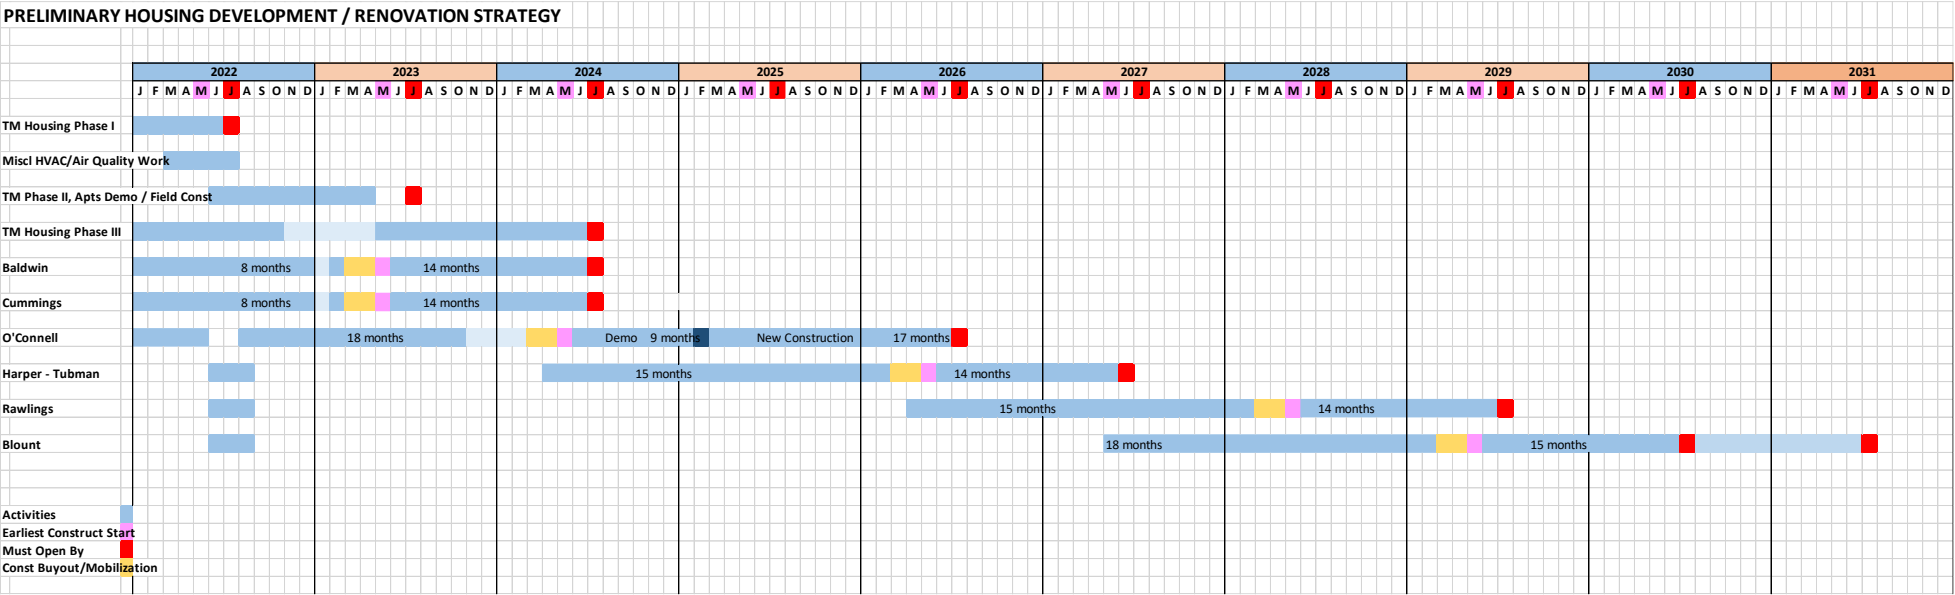 PRELIMINARY HOUSING DEVELOPMENT / RENOVATION STRATEGY
2022 2023 2024 2025 2026 2027 2028 2029 2030 2031
J F M A M J J A S O N D J F M A M J J A S O N D J F M A M J J A S O N D J F M A M J J A S O N D J F M A M J J A S O N D J F M A M J J A S O N D J F M A M J J A S O N D J F M A M J J A S O N D J F M A M J J A S O N D J F M A M J J A S O N D
TM Housing Phase I
Miscl HVAC/Air Quality Work
TM Phase II, Apts Demo / Field Const
TM Housing Phase III
Baldwin 8 months 14 months
Cummings 8 months 14 months
O'Connell 18 months Demo 9 months New Construction 17 months
Harper - Tubman 15 months 14 months
Rawlings 15 months 14 months
Blount 18 months 15 months
Activities
Earliest Construct Start
Must Open By
Const Buyout/Mobilization